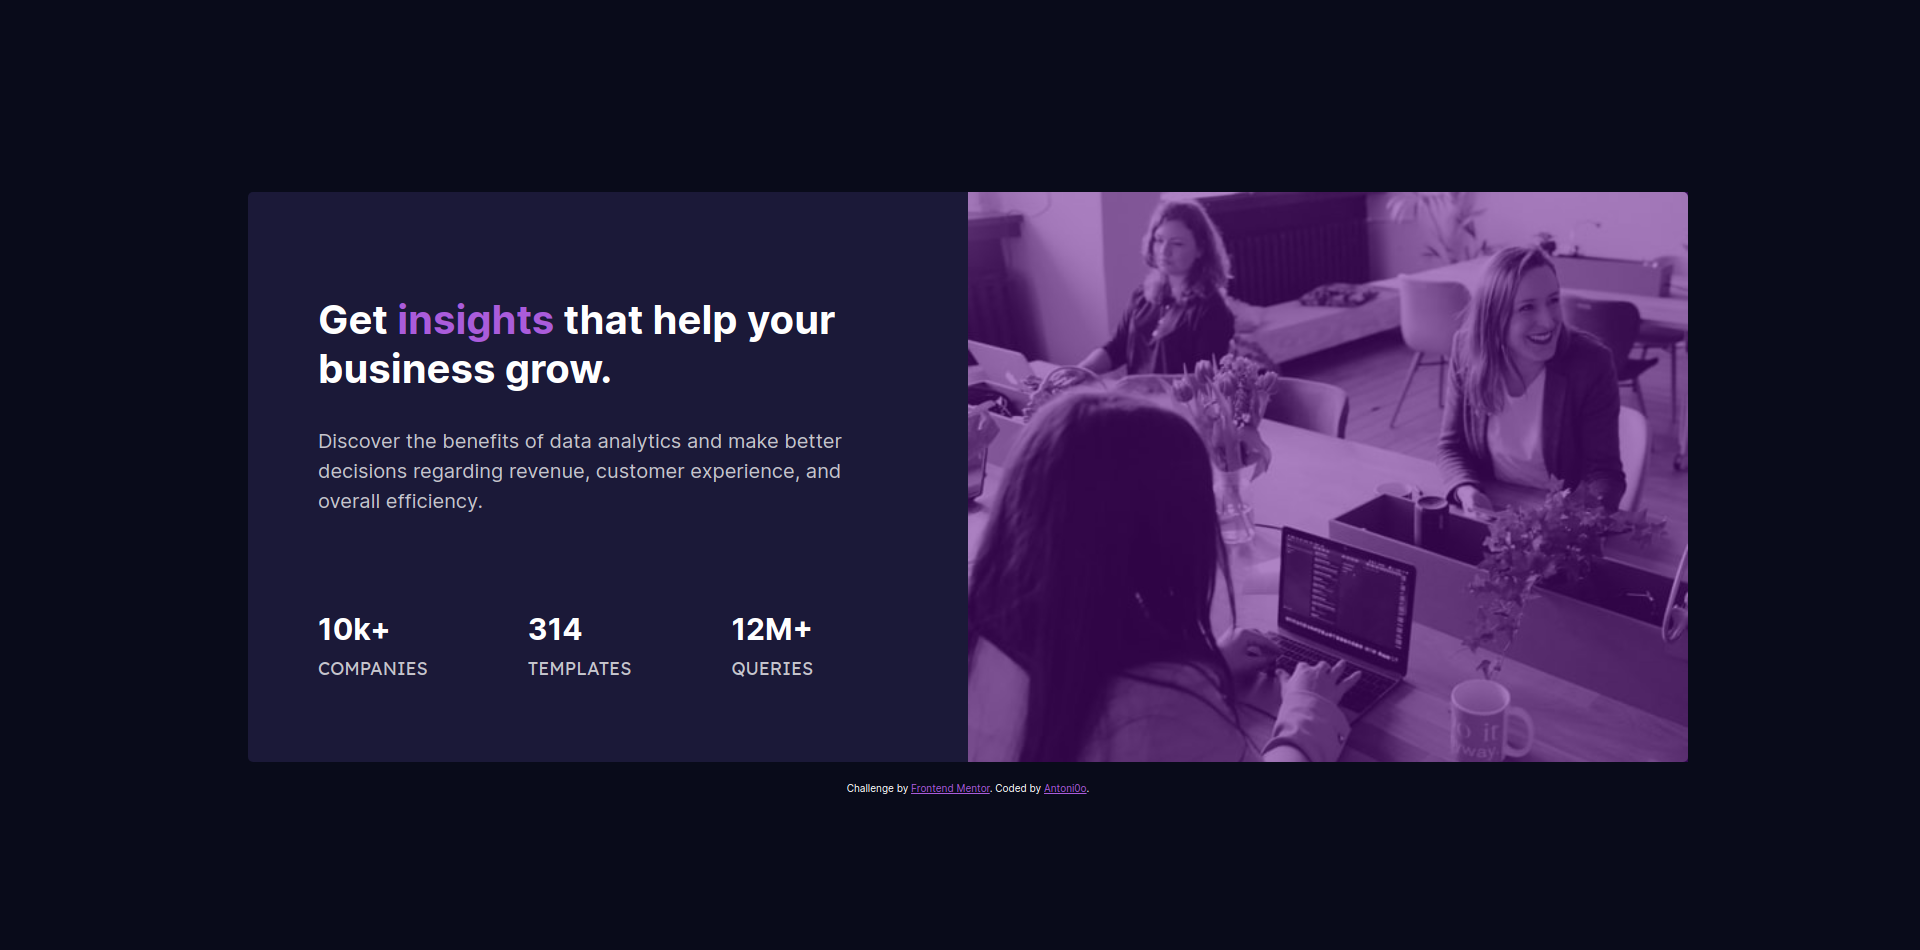 Get insights that help your
business grow.
Discover the benefits of data analytics and make better
decisions regarding revenue, customer experience, and
overall efficiency.
10k+ 314 12M+
COMPANIES TEMPLATES QUERIES
Challenge by Frontend Mentor. Coded by Antoni0o.